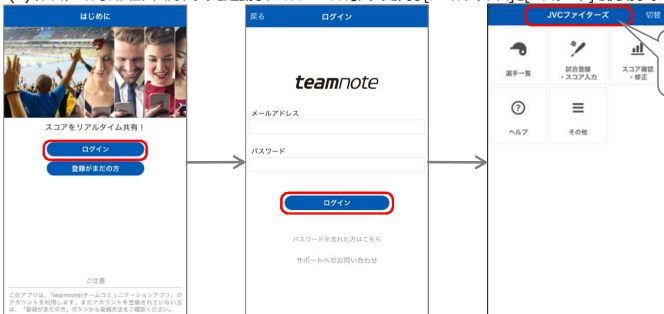 はじめに
スコアをリアルタイム共有！
ログイン
登録がまだの方
ご注意
このアプリは、「teamnote(チームコミュニケーションアプリ」の
アカウントを利用します。まだアカウントを登録されていない方
は、「登録がまだの方」ボタンから登録方法をご確認ください。
戻る
ログイン
teamnote
メールアドレス
パスワード
ログイン
パスワードを忘れた方はこちら
サポートへのお問い合わせ
JVCファイターズ
切替
選手一覧
試合登録
・スコア入力
スコア確認
・修正
ヘルプ
その他